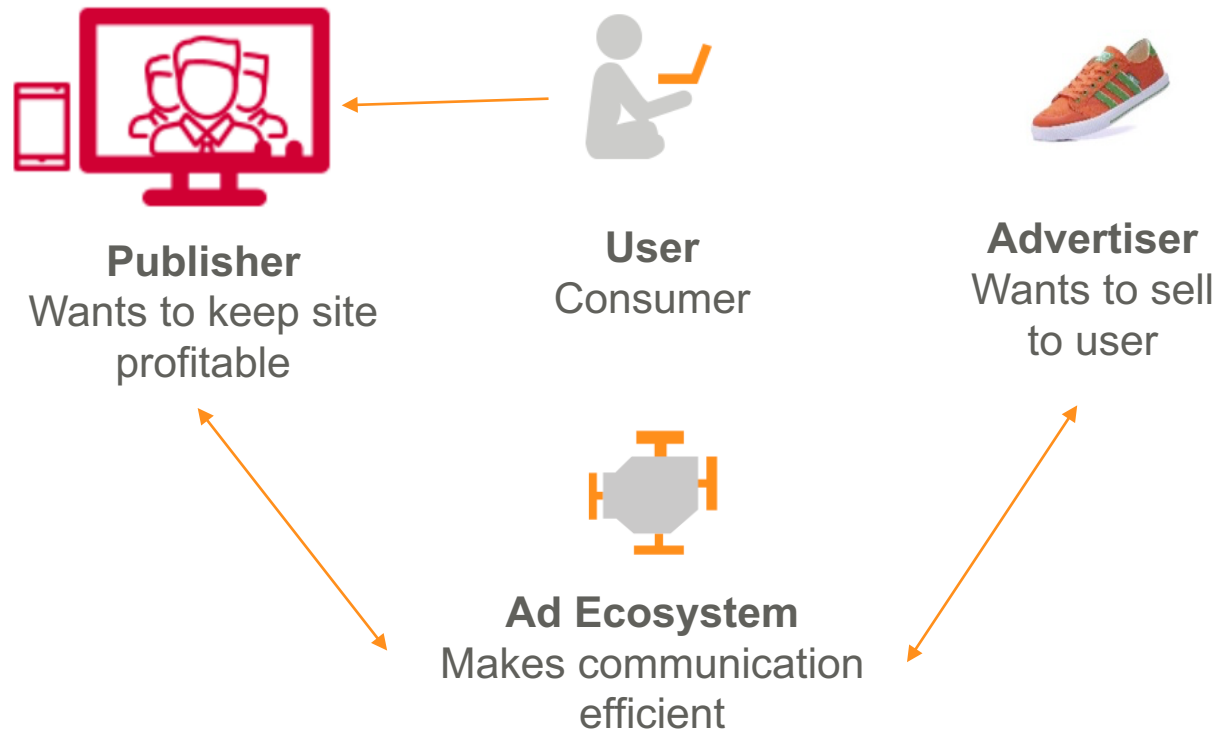 Publisher
Wants to keep site
profitable
User
Consumer
Advertiser
Wants to sell
to user
Ad Ecosystem
Makes communication
efficient